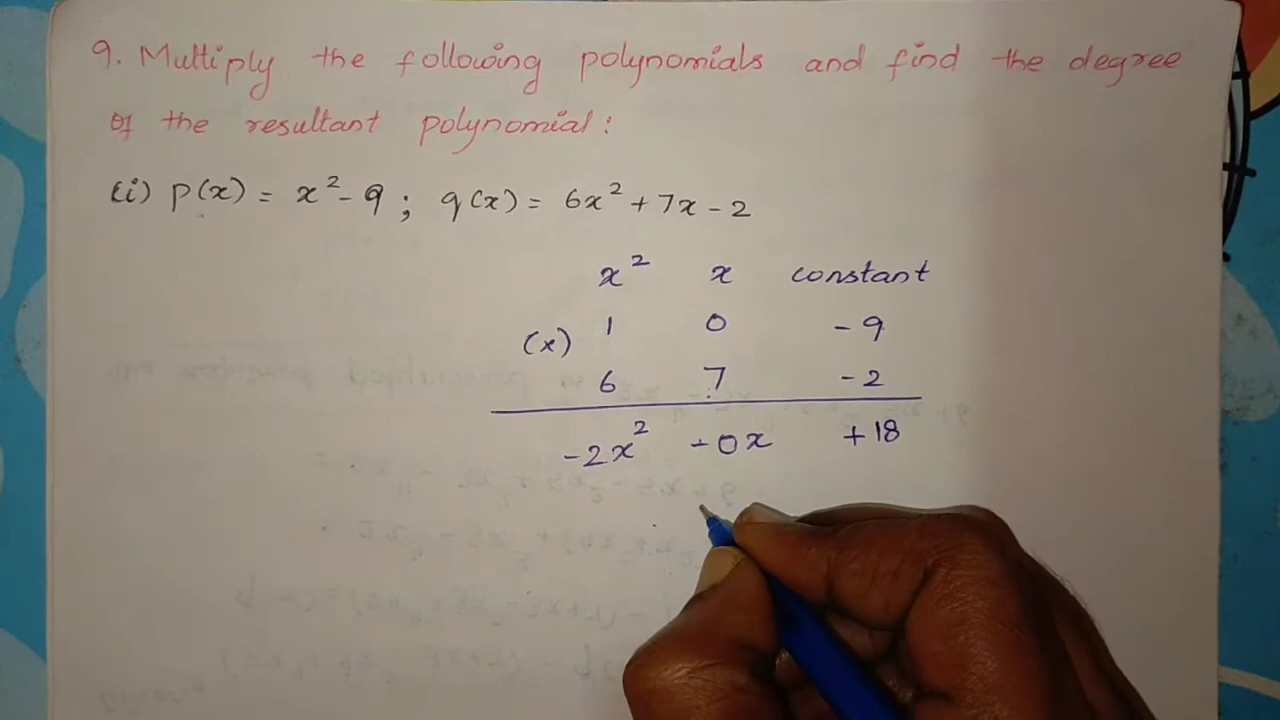 9. Multiply the following polynomials and find the degree
of the resultant polynomial:
(i) p(x) = x² - 9 ; q(x) = 6x² + 7x - 2
x² x constant
(x) 1 0 - 9
6 7 - 2
-2x² -0x +18